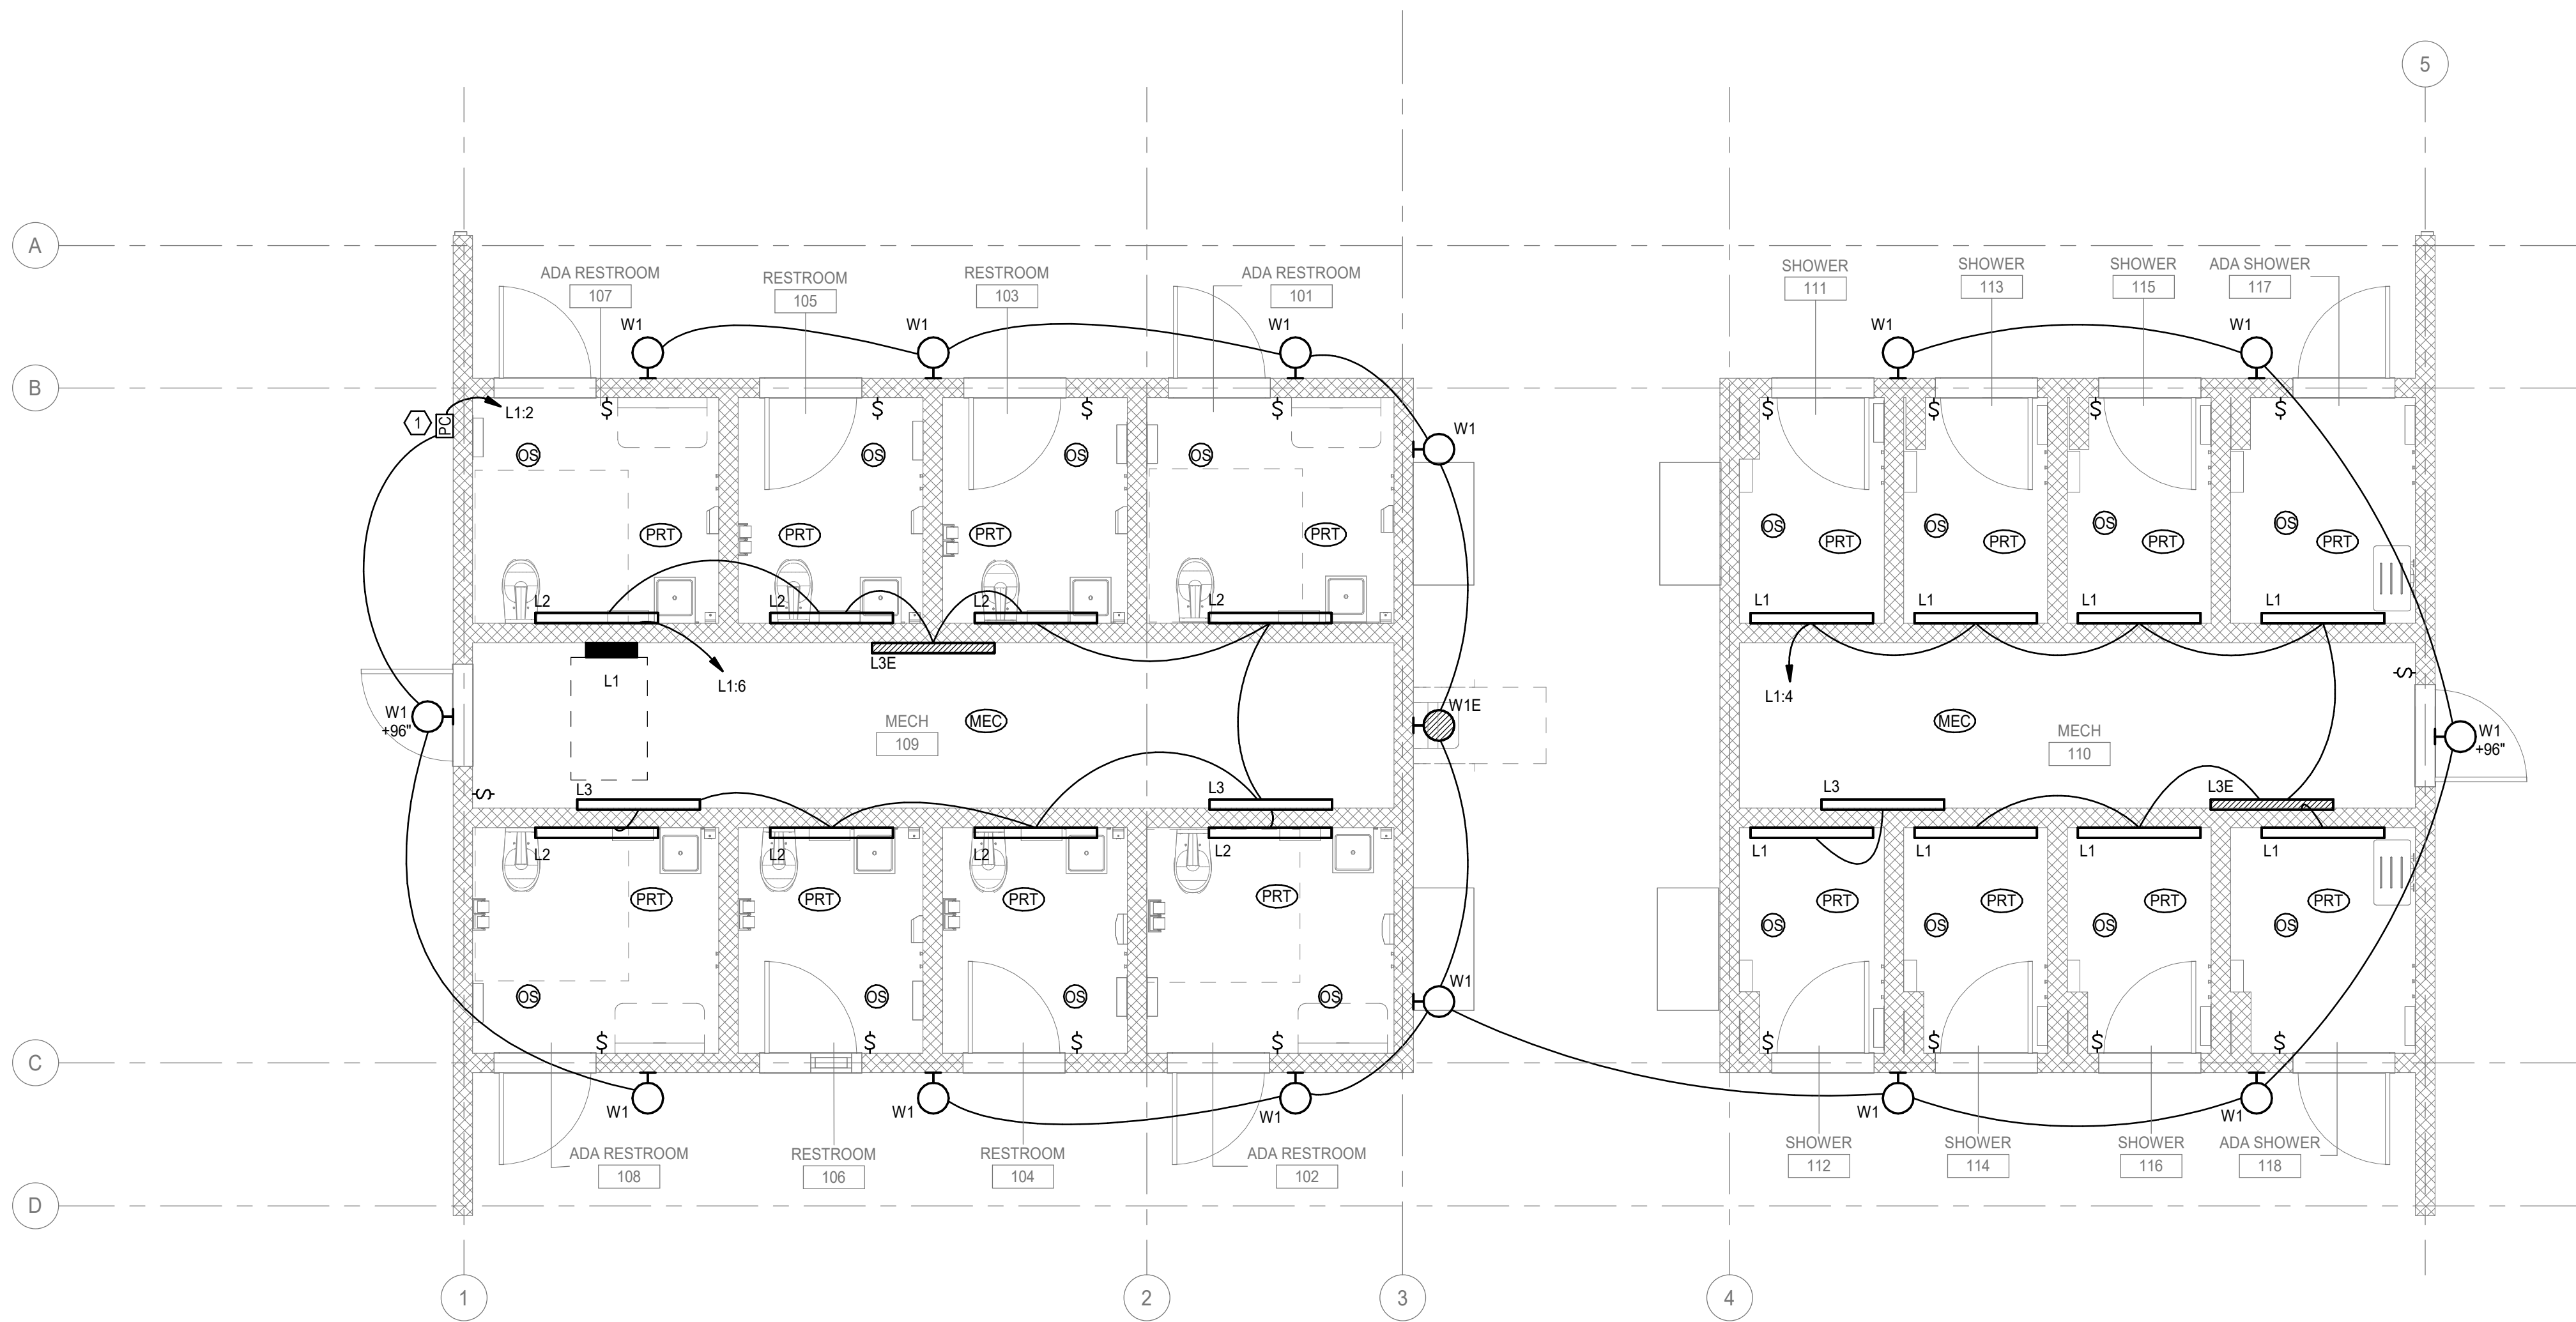 5
A
ADA RESTROOM
107
RESTROOM
105
RESTROOM
103
ADA RESTROOM
101
SHOWER
111
SHOWER
113
SHOWER
115
ADA SHOWER
117
W1
W1
W1
W1
W1
B
1
PC
L1:2
$
$
$
$
$
$
$
$
W1
OS
OS
OS
OS
OS
OS
OS
OS
PRT
PRT
PRT
PRT
PRT
PRT
PRT
PRT
L2
L2
L2
L2
L1
L1
L1
L1
L1
L1:6
L3E
L1:4
$
W1
+96"
MECH
109
MEC
W1E
MEC
MECH
110
W1
+96"
$
L3
L3
L3
L3E
L2
L2
L2
L2
L1
L1
L1
L1
PRT
PRT
PRT
PRT
PRT
PRT
PRT
PRT
OS
OS
OS
OS
OS
OS
OS
OS
W1
$
$
$
$
$
$
$
$
C
W1
W1
W1
W1
W1
ADA RESTROOM
108
RESTROOM
106
RESTROOM
104
ADA RESTROOM
102
SHOWER
112
SHOWER
114
SHOWER
116
ADA SHOWER
118
D
1
2
3
4